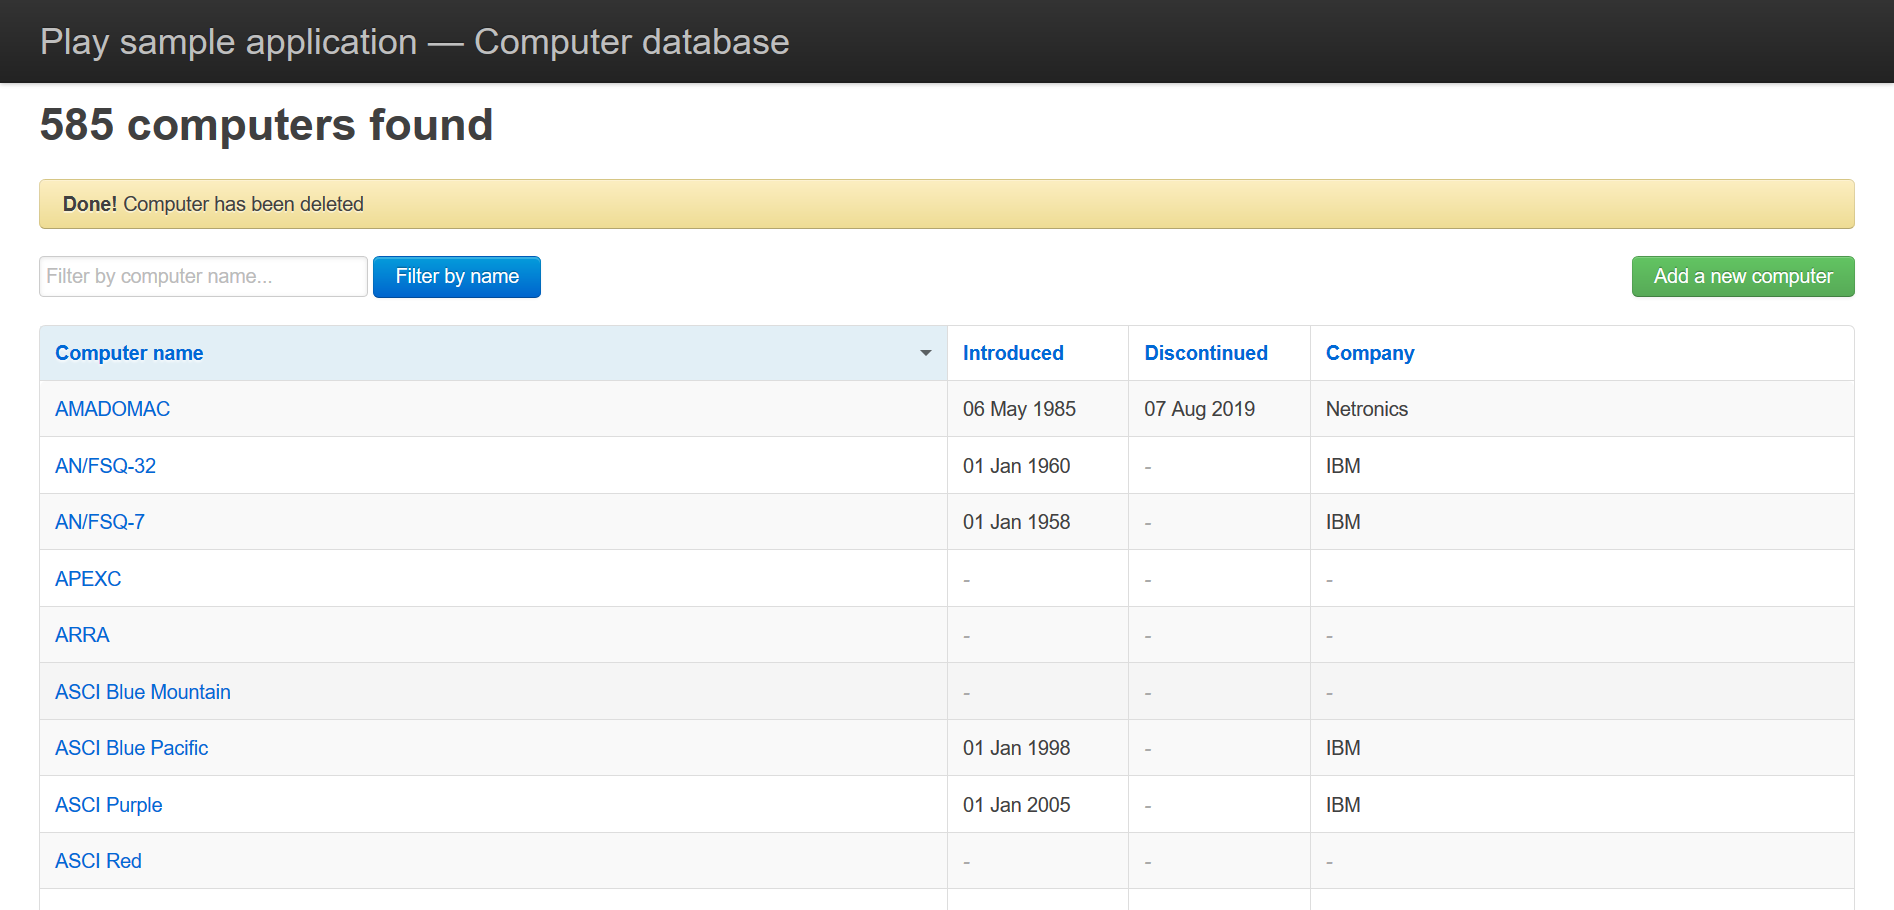 Play sample application — Computer database
585 computers found
Done! Computer has been deleted
Filter by computer name... Filter by name Add a new computer
Computer name Introduced Discontinued Company
AMADOMAC 06 May 1985 07 Aug 2019 Netronics
AN/FSQ-32 01 Jan 1960 - IBM
AN/FSQ-7 01 Jan 1958 - IBM
APEXC - - -
ARRA - - -
ASCI Blue Mountain - - -
ASCI Blue Pacific 01 Jan 1998 - IBM
ASCI Purple 01 Jan 2005 - IBM
ASCI Red - - -